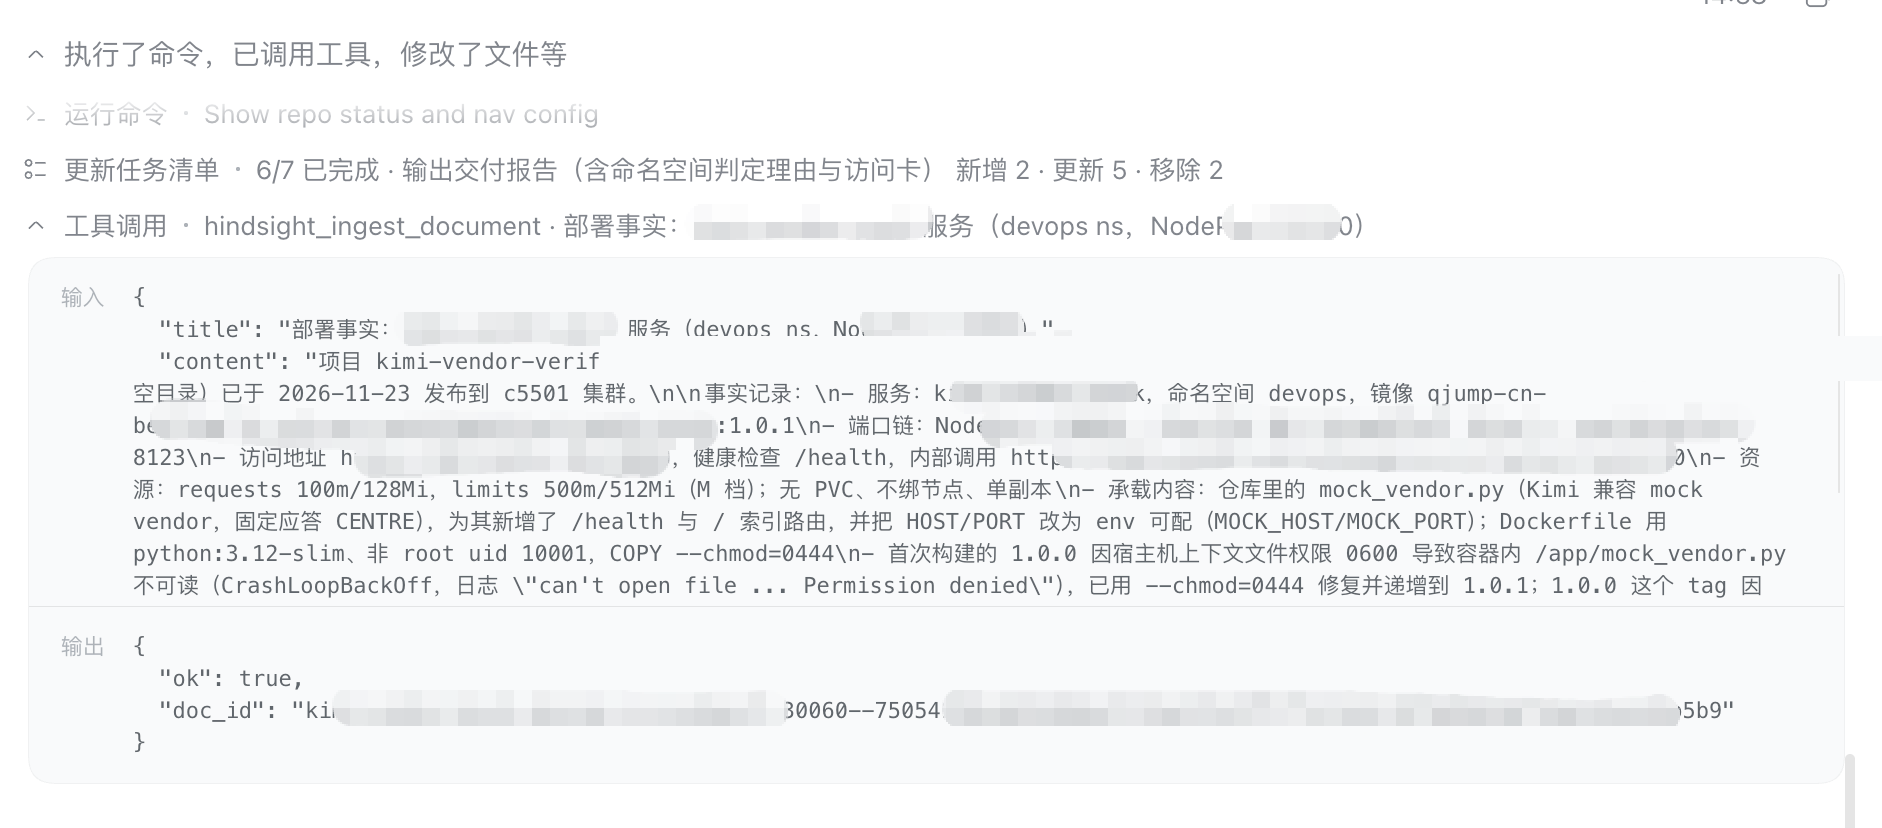 执行了命令，已调用工具，修改了文件等
运行命令 · Show repo status and nav config
更新任务清单 · 6/7 已完成 · 输出交付报告（含命名空间判定理由与访问卡） 新增 2 · 更新 5 · 移除 2
工具调用 · hindsight_ingest_document · 部署事实： 服务（devops ns，Node 0）
输入 {
"title": "部署事实： 服务（devops ns，No ）"
"content": "项目 kimi-vendor-verif
空目录）已于 2026-11-23 发布到 c5501 集群。\n\n事实记录：\n- 服务：ki k，命名空间 devops，镜像 qjump-cn-
be :1.0.1\n- 端口链：Node
8123\n- 访问地址 h ，健康检查 /health，内部调用 http 0\n- 资
源：requests 100m/128Mi，limits 500m/512Mi（M 档）；无 PVC、不绑节点、单副本\n- 承载内容：仓库里的 mock_vendor.py（Kimi 兼容 mock
vendor，固定应答 CENTRE），为其新增了 /health 与 / 索引路由，并把 HOST/PORT 改为 env 可配（MOCK_HOST/MOCK_PORT）；Dockerfile 用
python:3.12-slim、非 root uid 10001，COPY --chmod=0444\n- 首次构建的 1.0.0 因宿主机上下文文件权限 0600 导致容器内 /app/mock_vendor.py
不可读（CrashLoopBackOff，日志 \"can't open file ... Permission denied\"），已用 --chmod=0444 修复并递增到 1.0.1；1.0.0 这个 tag 因
输出 {
"ok": true,
"doc_id": "ki 30060--75054 5b9"
}